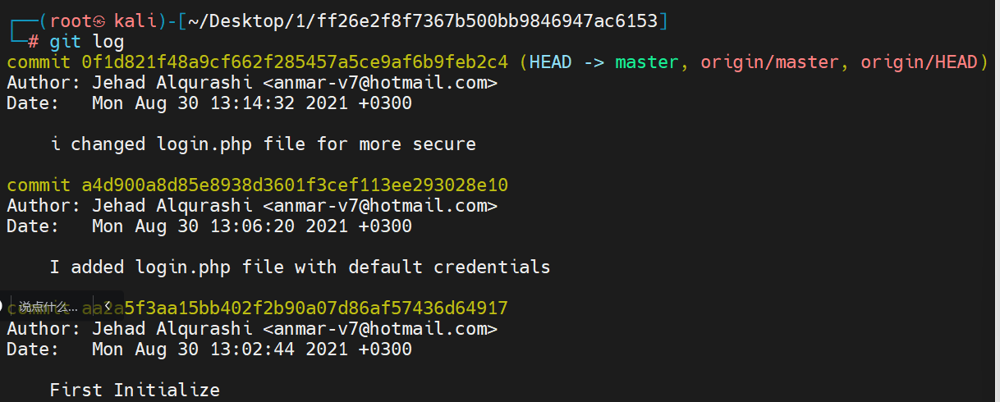 (root㉿kali)-[~/Desktop/1/ff26e2f8f7367b500bb9846947ac6153]
# git log
commit 0f1d821f48a9cf662f285457a5ce9af6b9feb2c4 (HEAD -> master, origin/master, origin/HEAD)
Author: Jehad Alqurashi <anmar-v7@hotmail.com>
Date:   Mon Aug 30 13:14:32 2021 +0300
i changed login.php file for more secure
commit a4d900a8d85e8938d3601f3cef113ee293028e10
Author: Jehad Alqurashi <anmar-v7@hotmail.com>
Date:   Mon Aug 30 13:06:20 2021 +0300
I added login.php file with default credentials
说点什么...
commit aa2a5f3aa15bb402f2b90a07d86af57436d64917
Author: Jehad Alqurashi <anmar-v7@hotmail.com>
Date:   Mon Aug 30 13:02:44 2021 +0300
First Initialize